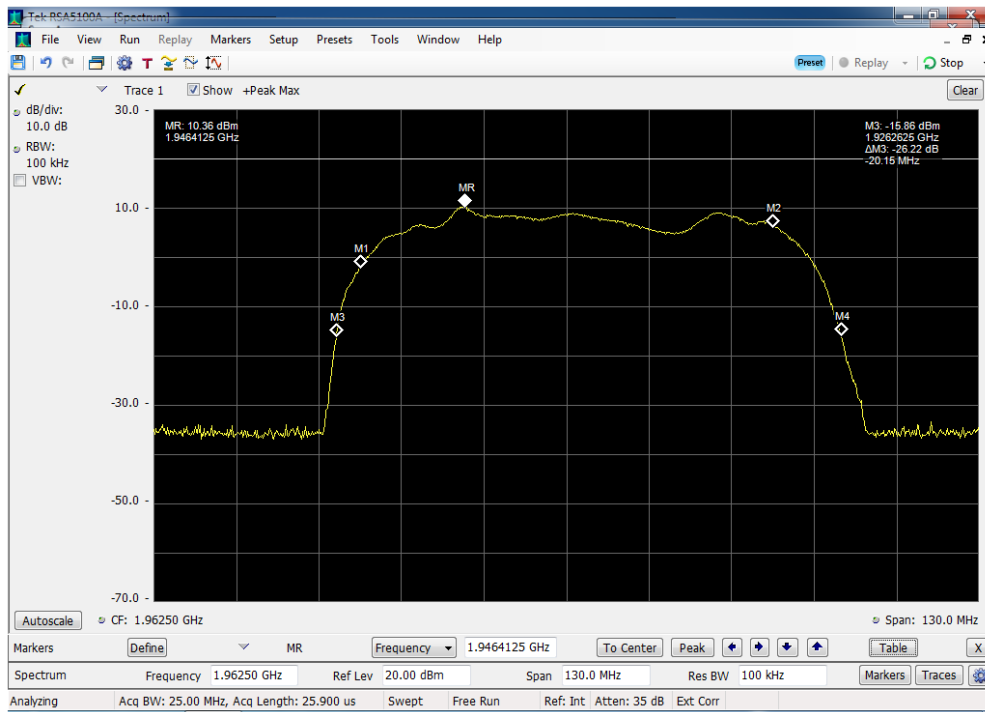 Tek RSA5100A - [Spectrum]
File View Run Replay Markers Setup Presets Tools Window Help
T Preset Replay Stop
Trace 1 Show +Peak Max Clear
dB/div:
10.0 dB
RBW:
100 kHz
VBW:
30.0
10.0
-10.0
-30.0
-50.0
-70.0
MR: 10.36 dBm
1.9464125 GHz
M3: -15.86 dBm
1.9262625 GHz
ΔM3: -26.22 dB
-20.15 MHz
MR
M2
M1
M3
M4
Autoscale CF: 1.96250 GHz Span: 130.0 MHz
Markers Define MR Frequency 1.9464125 GHz To Center Peak Table X
Spectrum Frequency 1.96250 GHz Ref Lev 20.00 dBm Span 130.0 MHz Res BW 100 kHz Markers Traces
Analyzing Acq BW: 25.00 MHz, Acq Length: 25.900 us Swept Free Run Ref: Int Atten: 35 dB Ext Corr